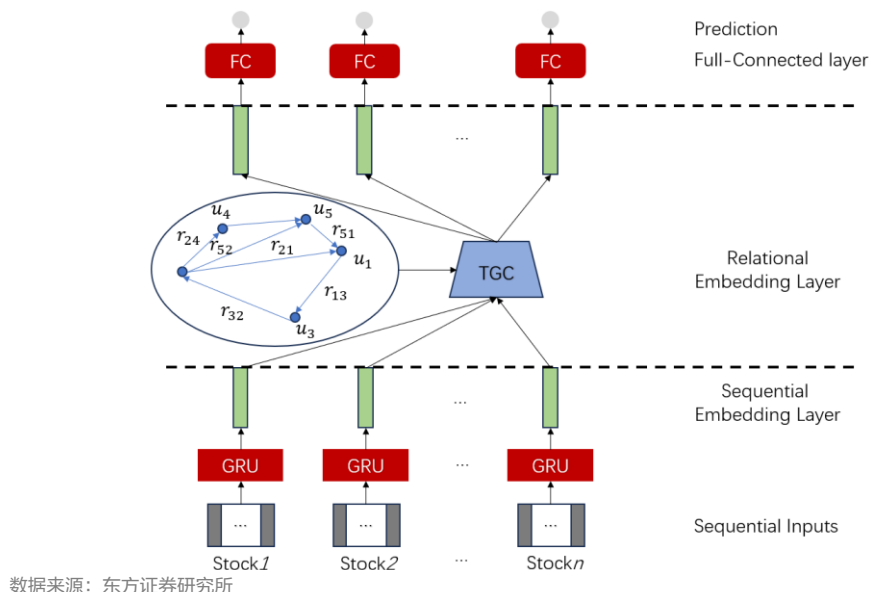 Prediction
FC FC FC Full-Connected layer
...
u₄ u₅
r₂₄ r₅₂ r₂₁ r₅₁
u₁
TGC
Relational
Embedding Layer
r₁₃
r₃₂ u₃
Sequential
Embedding Layer
...
GRU GRU ... GRU
... ... ... Sequential Inputs
Stock1 Stock2 ... Stockn
数据来源：东方证券研究所